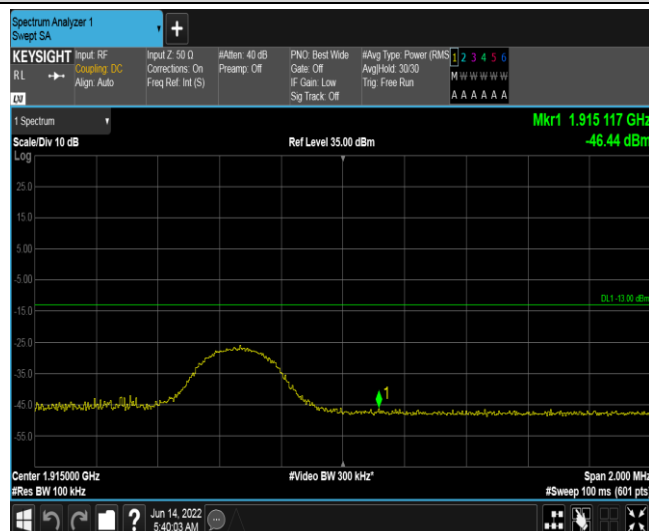 Spectrum Analyzer 1
Swept SA
+
KEYSIGHT Input: RF Input Z: 50 Ω #Atten: 40 dB PNO: Best Wide #Avg Type: Power (RMS 1 2 3 4 5 6
RL Coupling: DC Corrections: On Preamp: Off Gate: Off Avg|Hold: 30/30 M W W W W W
Align: Auto Freq Ref: Int (S) IF Gain: Low Trig: Free Run
Sig Track: Off A A A A A A
LXI
1 Spectrum Mkr1 1.915 117 GHz
Scale/Div 10 dB Ref Level 35.00 dBm -46.44 dBm
Log
25.0
15.0
5.00
-5.00
DL1 -13.00 dBm
-15.0
-25.0
-35.0
1
-45.0
-55.0
Center 1.915000 GHz #Video BW 300 kHz* Span 2.000 MHz
#Res BW 100 kHz #Sweep 100 ms (601 pts)
? Jun 14, 2022
5:40:03 AM